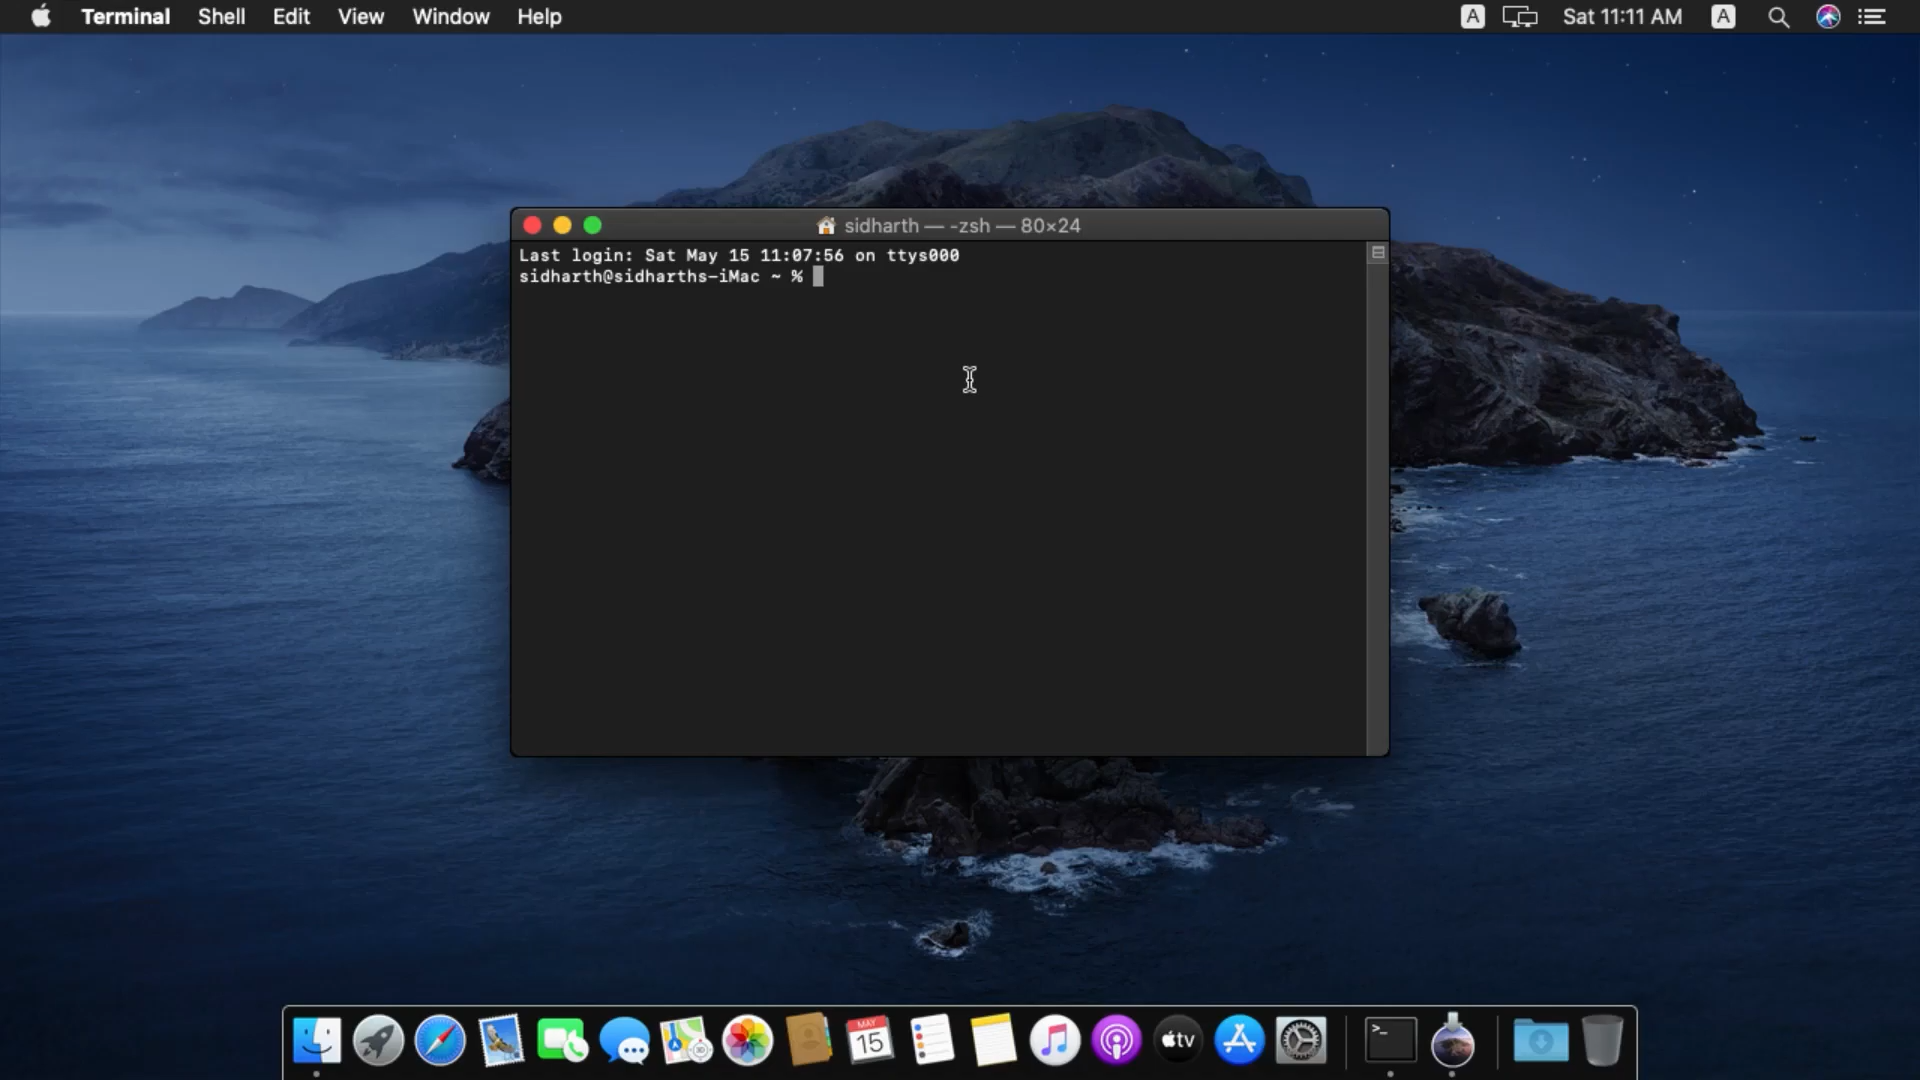 Terminal Shell Edit View Window Help A Sat 11:11 AM A
sidharth — -zsh — 80×24
Last login: Sat May 15 11:07:56 on ttys000
sidharth@sidharths-iMac ~ %
MAY
15
3D
tv
>_